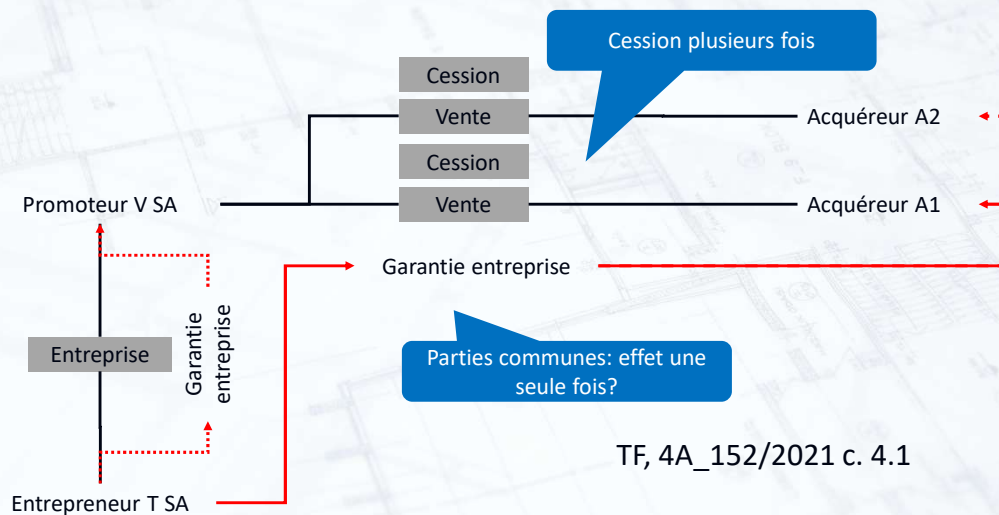 Cession plusieurs fois
Cession
Vente
Acquéreur A2
Cession
Promoteur V SA
Vente
Acquéreur A1
Garantie entreprise
Entreprise
Garantie
entreprise
Parties communes: effet une
seule fois?
TF, 4A_152/2021 c. 4.1
Entrepreneur T SA